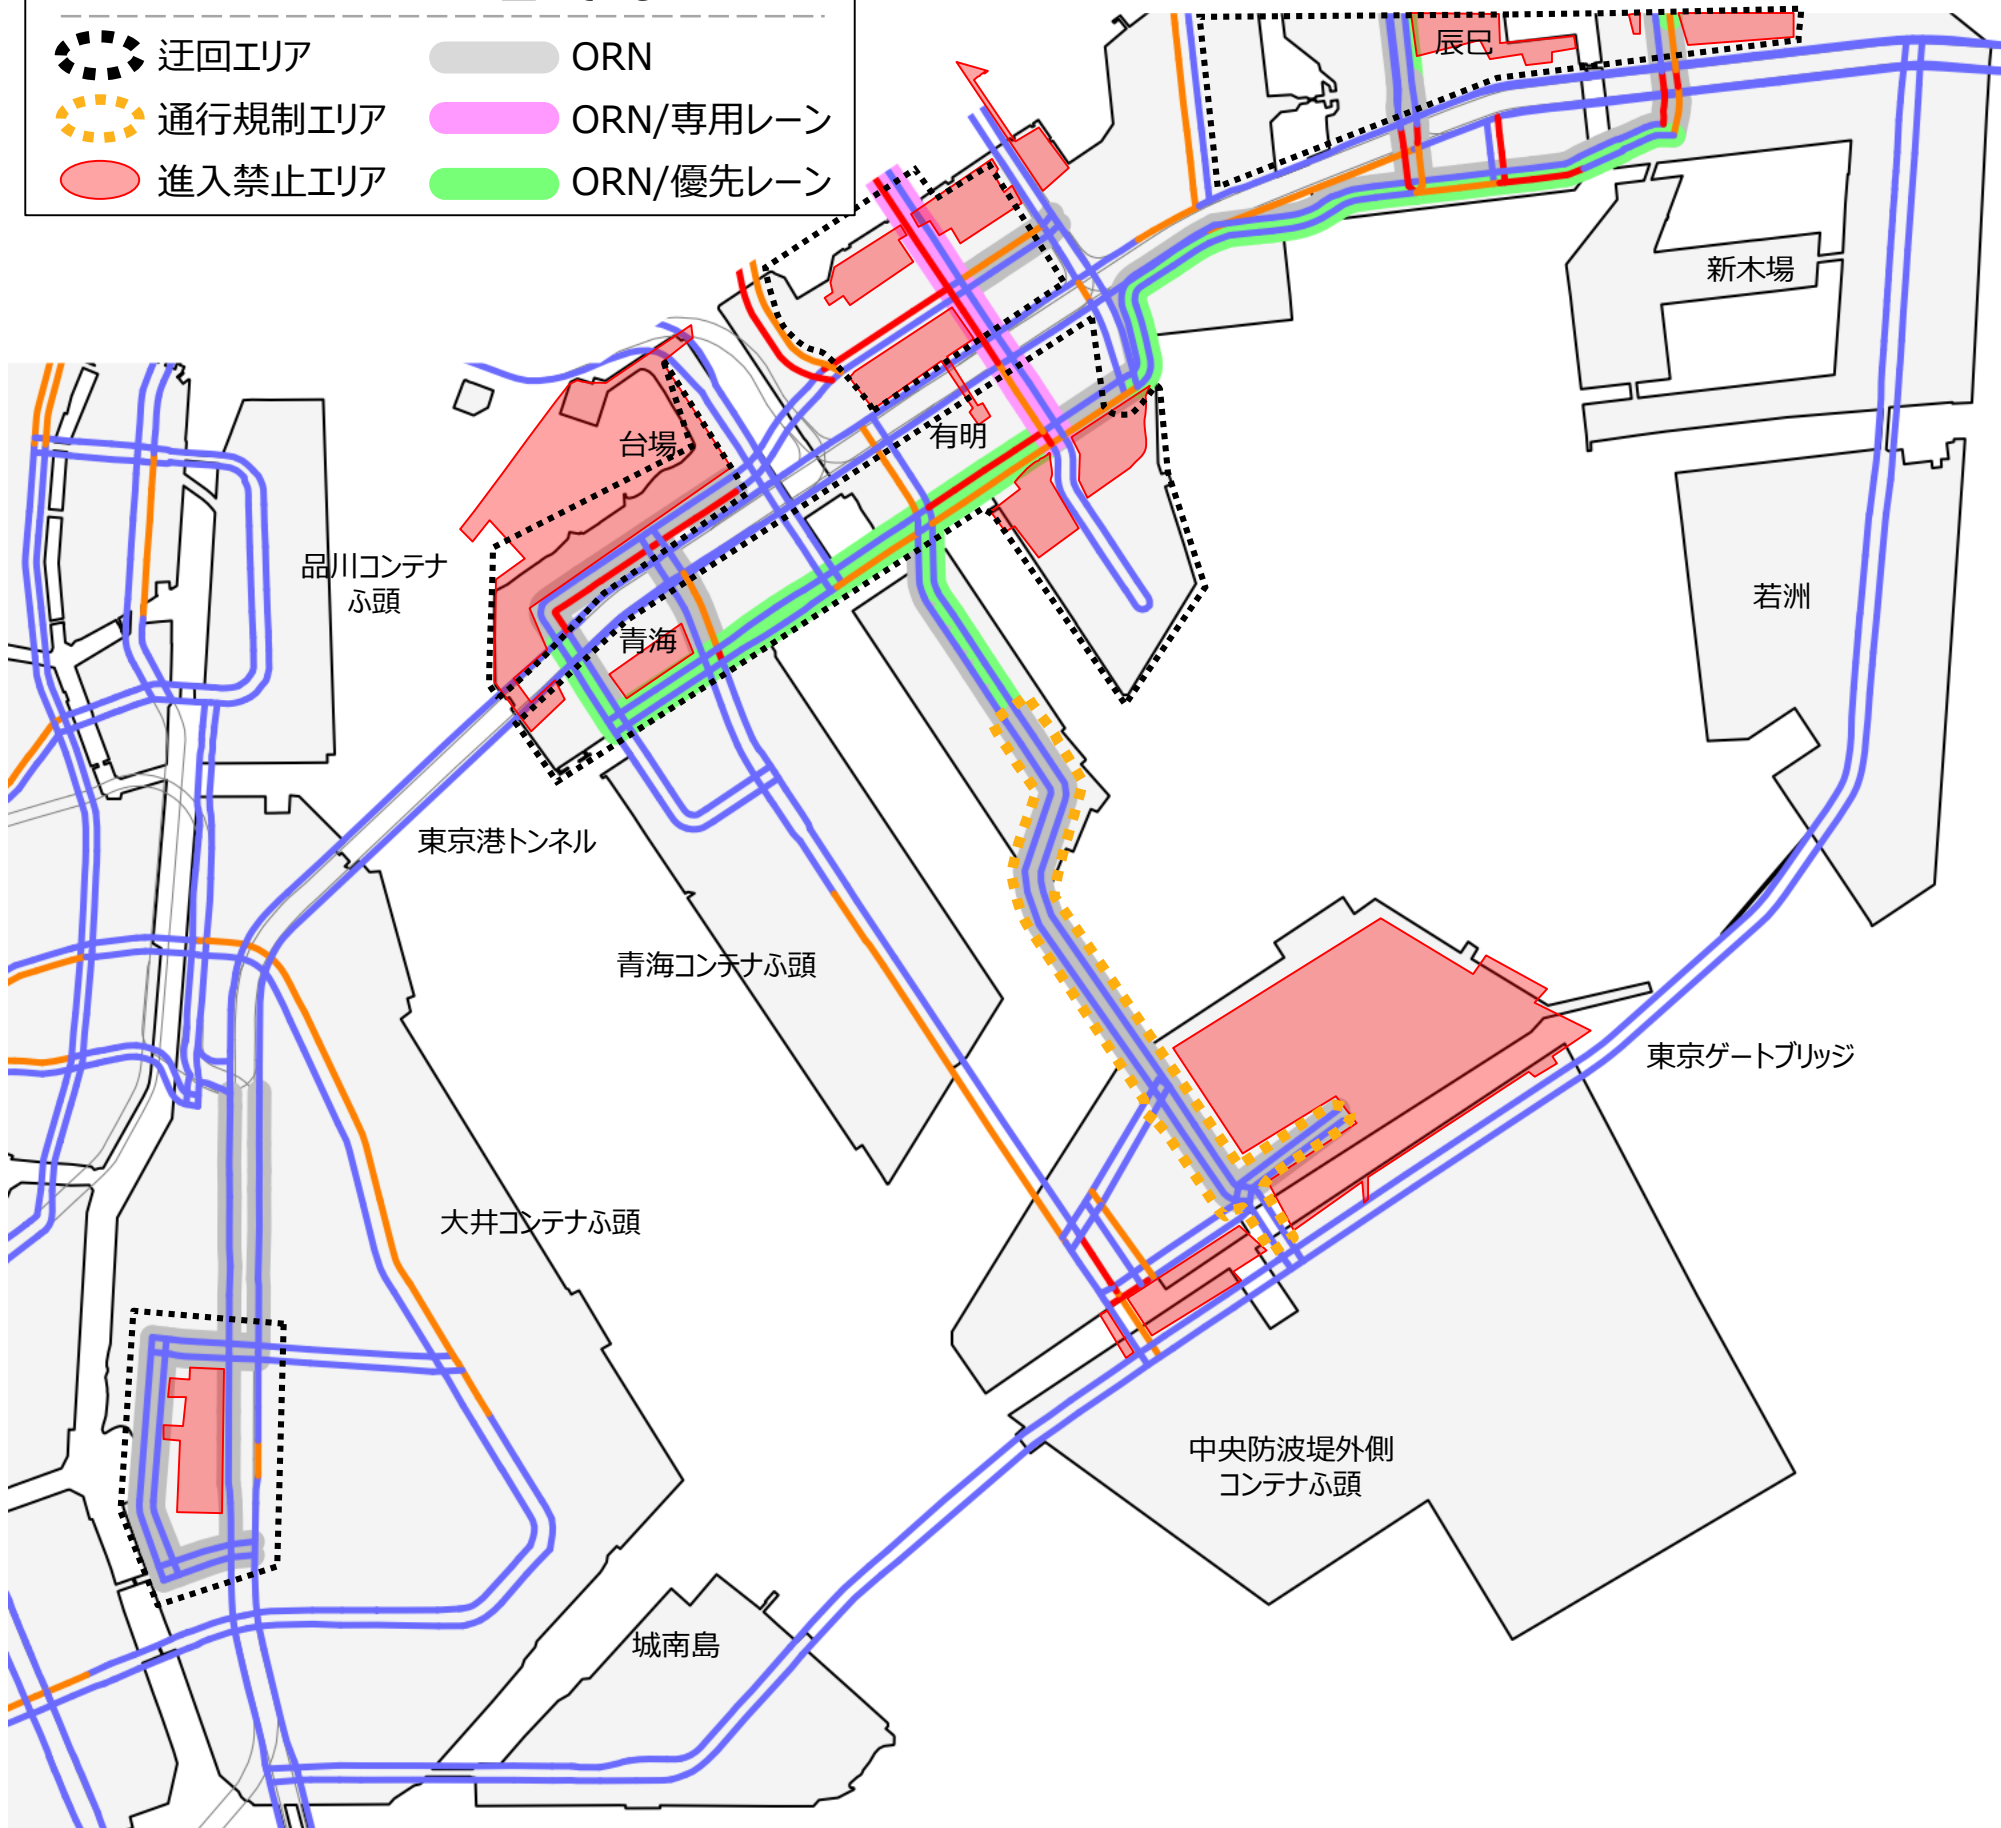 迂回エリア
ORN
通行規制エリア
ORN/専用レーン
進入禁止エリア
ORN/優先レーン
辰巳
新木場
台場
有明
品川コンテナ
ふ頭
若洲
青海
東京港トンネル
青海コンテナふ頭
東京ゲートブリッジ
大井コンテナふ頭
中央防波堤外側
コンテナふ頭
城南島